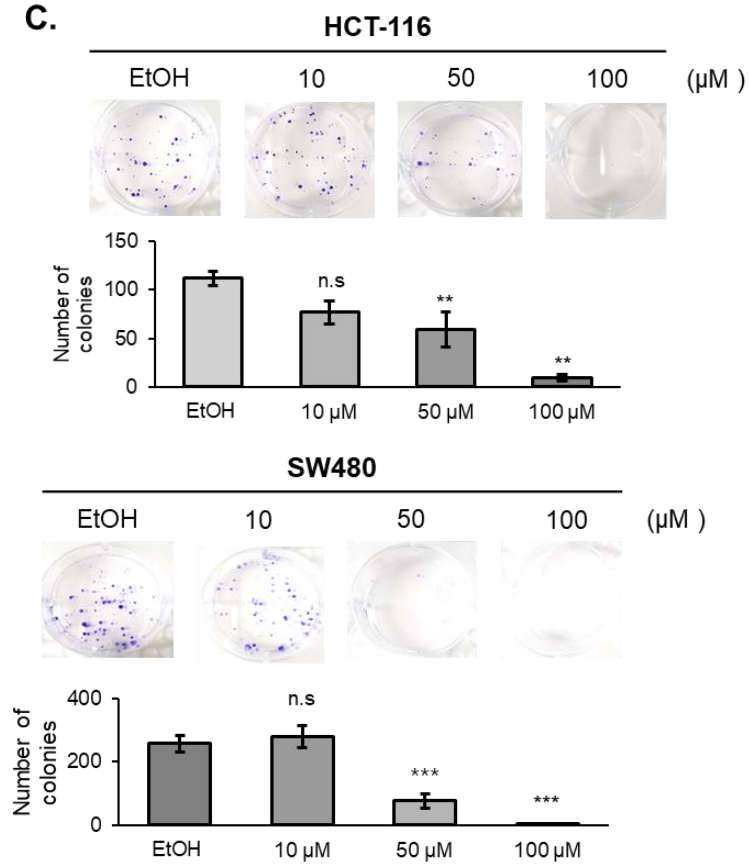 C.
HCT-116
EtOH 10 50 100 (µM )
150
100
50
0
Number of
colonies
n.s
**
**
EtOH 10 µM 50 µM 100 µM
SW480
EtOH 10 50 100 (µM )
400
200
0
Number of
colonies
n.s
***
***
EtOH 10 µM 50 µM 100 µM